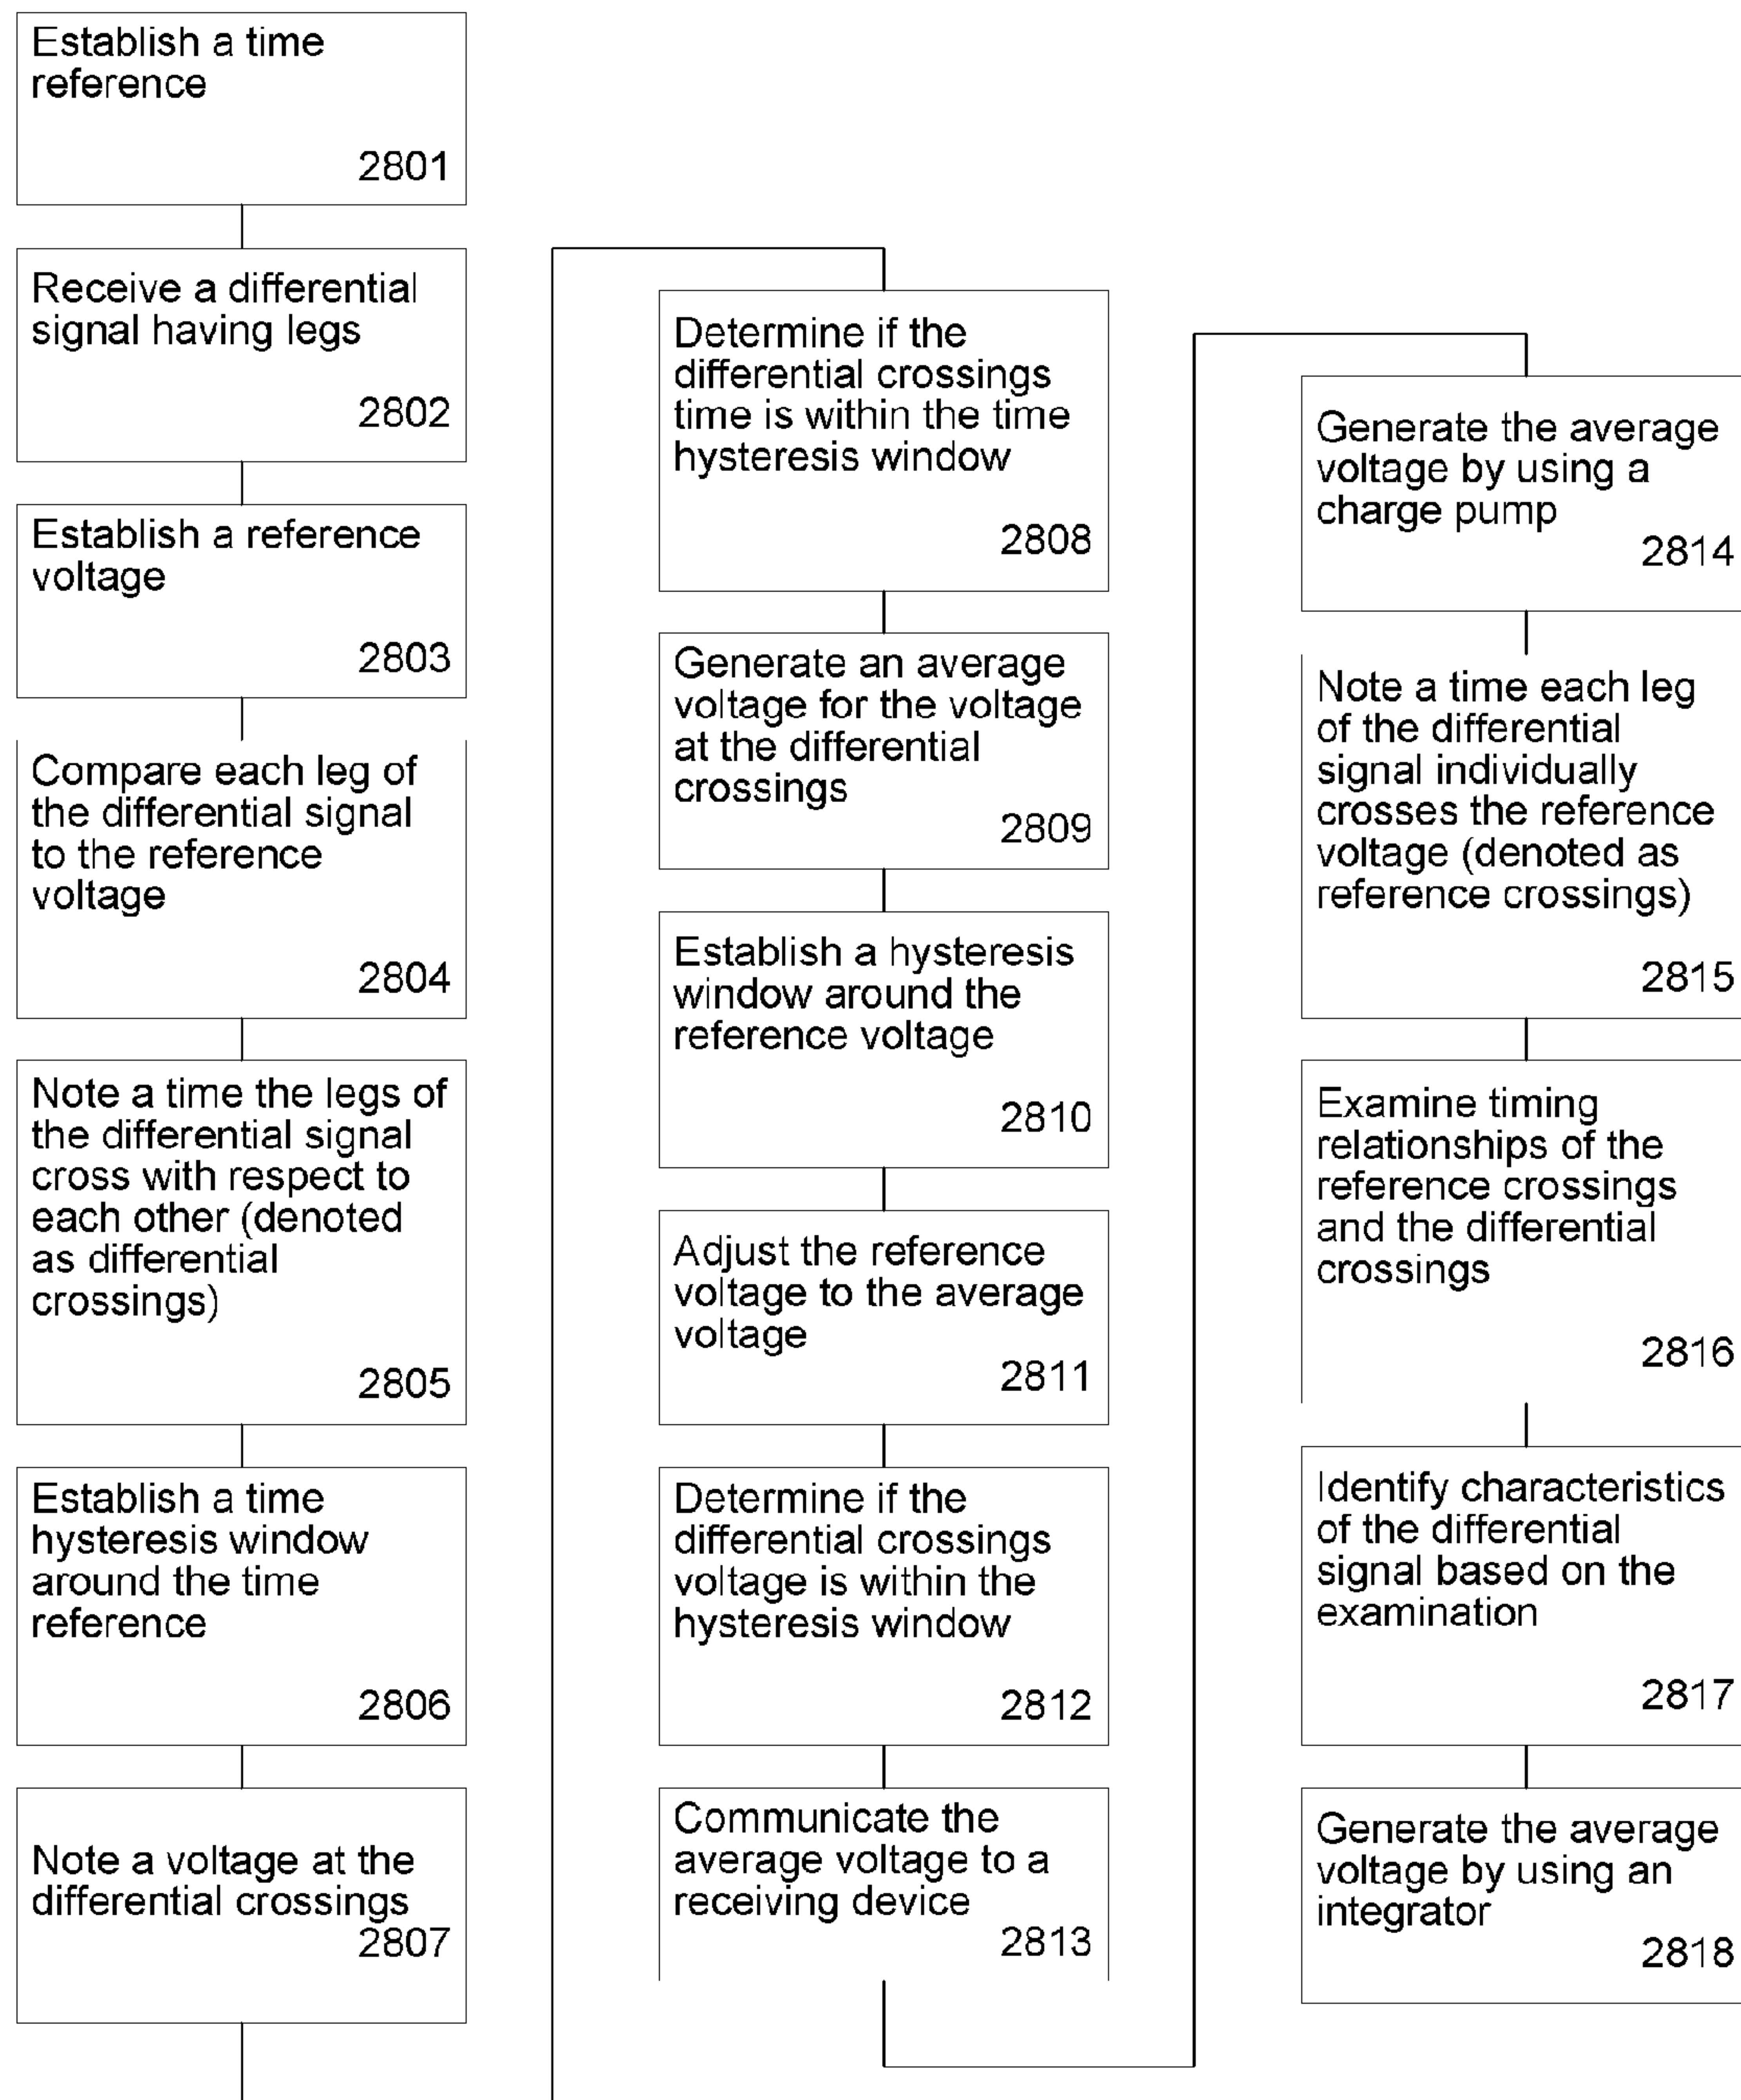 Establish a time
reference
2801
Receive a differential
signal having legs
2802
Establish a reference
voltage
2803
Compare each leg of
the differential signal
to the reference
voltage
2804
Note a time the legs of
the differential signal
cross with respect to
each other (denoted
as differential
crossings)
2805
Establish a time
hysteresis window
around the time
reference
2806
Note a voltage at the
differential crossings
2807
Determine if the
differential crossings
time is within the time
hysteresis window
2808
Generate an average
voltage for the voltage
at the differential
crossings
2809
Establish a hysteresis
window around the
reference voltage
2810
Adjust the reference
voltage to the average
voltage
2811
Determine if the
differential crossings
voltage is within the
hysteresis window
2812
Communicate the
average voltage to a
receiving device
2813
Generate the average
voltage by using a
charge pump
2814
Note a time each leg
of the differential
signal individually
crosses the reference
voltage (denoted as
reference crossings)
2815
Examine timing
relationships of the
reference crossings
and the differential
crossings
2816
Identify characteristics
of the differential
signal based on the
examination
2817
Generate the average
voltage by using an
integrator
2818